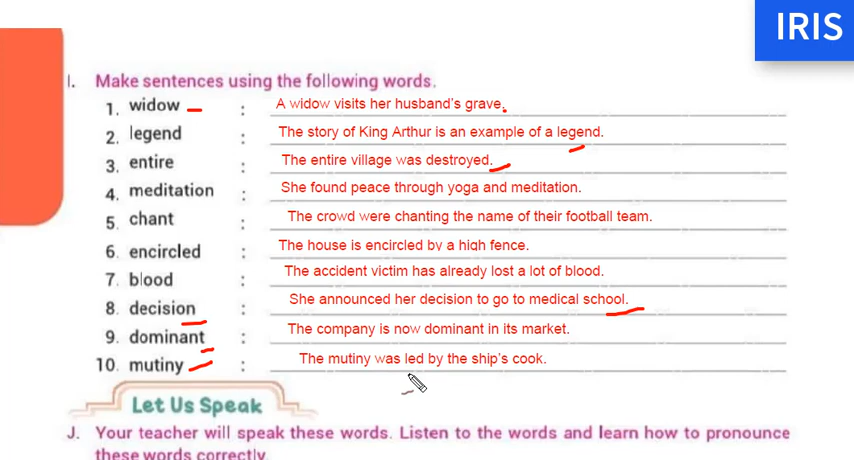 IRIS
I. Make sentences using the following words.
1. widow : A widow visits her husband's grave.
2. legend : The story of King Arthur is an example of a legend.
3. entire : The entire village was destroyed.
4. meditation : She found peace through yoga and meditation.
5. chant : The crowd were chanting the name of their football team.
6. encircled : The house is encircled by a high fence.
7. blood : The accident victim has already lost a lot of blood.
8. decision : She announced her decision to go to medical school.
9. dominant : The company is now dominant in its market.
10. mutiny : The mutiny was led by the ship's cook.
Let Us Speak
J. Your teacher will speak these words. Listen to the words and learn how to pronounce
these words correctly.